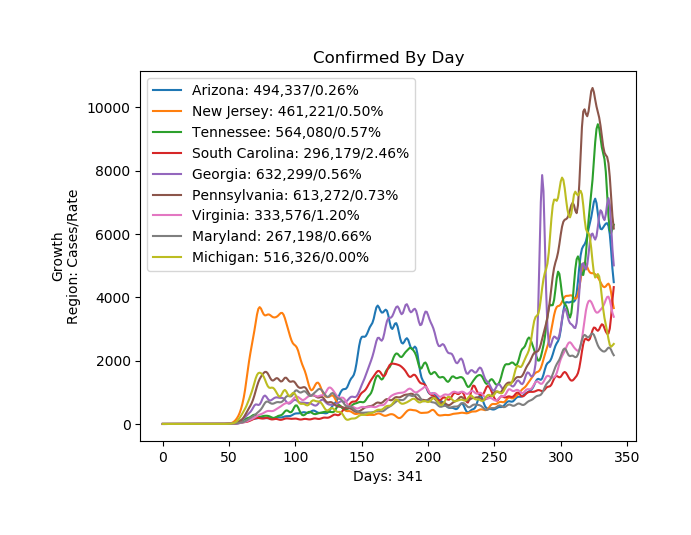 Confirmed By Day
Growth
Region: Cases/Rate
10000
8000
6000
4000
2000
0
Arizona: 494,337/0.26%
New Jersey: 461,221/0.50%
Tennessee: 564,080/0.57%
South Carolina: 296,179/2.46%
Georgia: 632,299/0.56%
Pennsylvania: 613,272/0.73%
Virginia: 333,576/1.20%
Maryland: 267,198/0.66%
Michigan: 516,326/0.00%
0 50 100 150 200 250 300 350
Days: 341